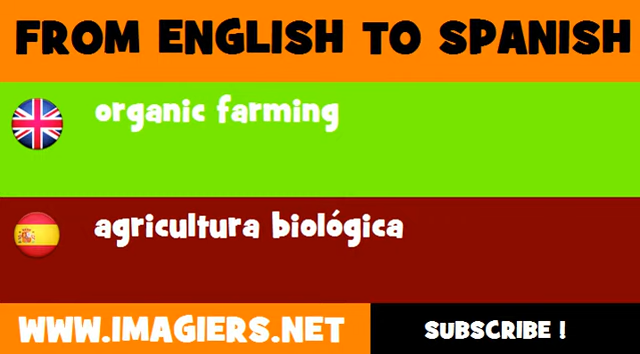 FROM ENGLISH TO SPANISH
organic farming
agricultura biológica
WWW.IMAGIERS.NET
SUBSCRIBE !